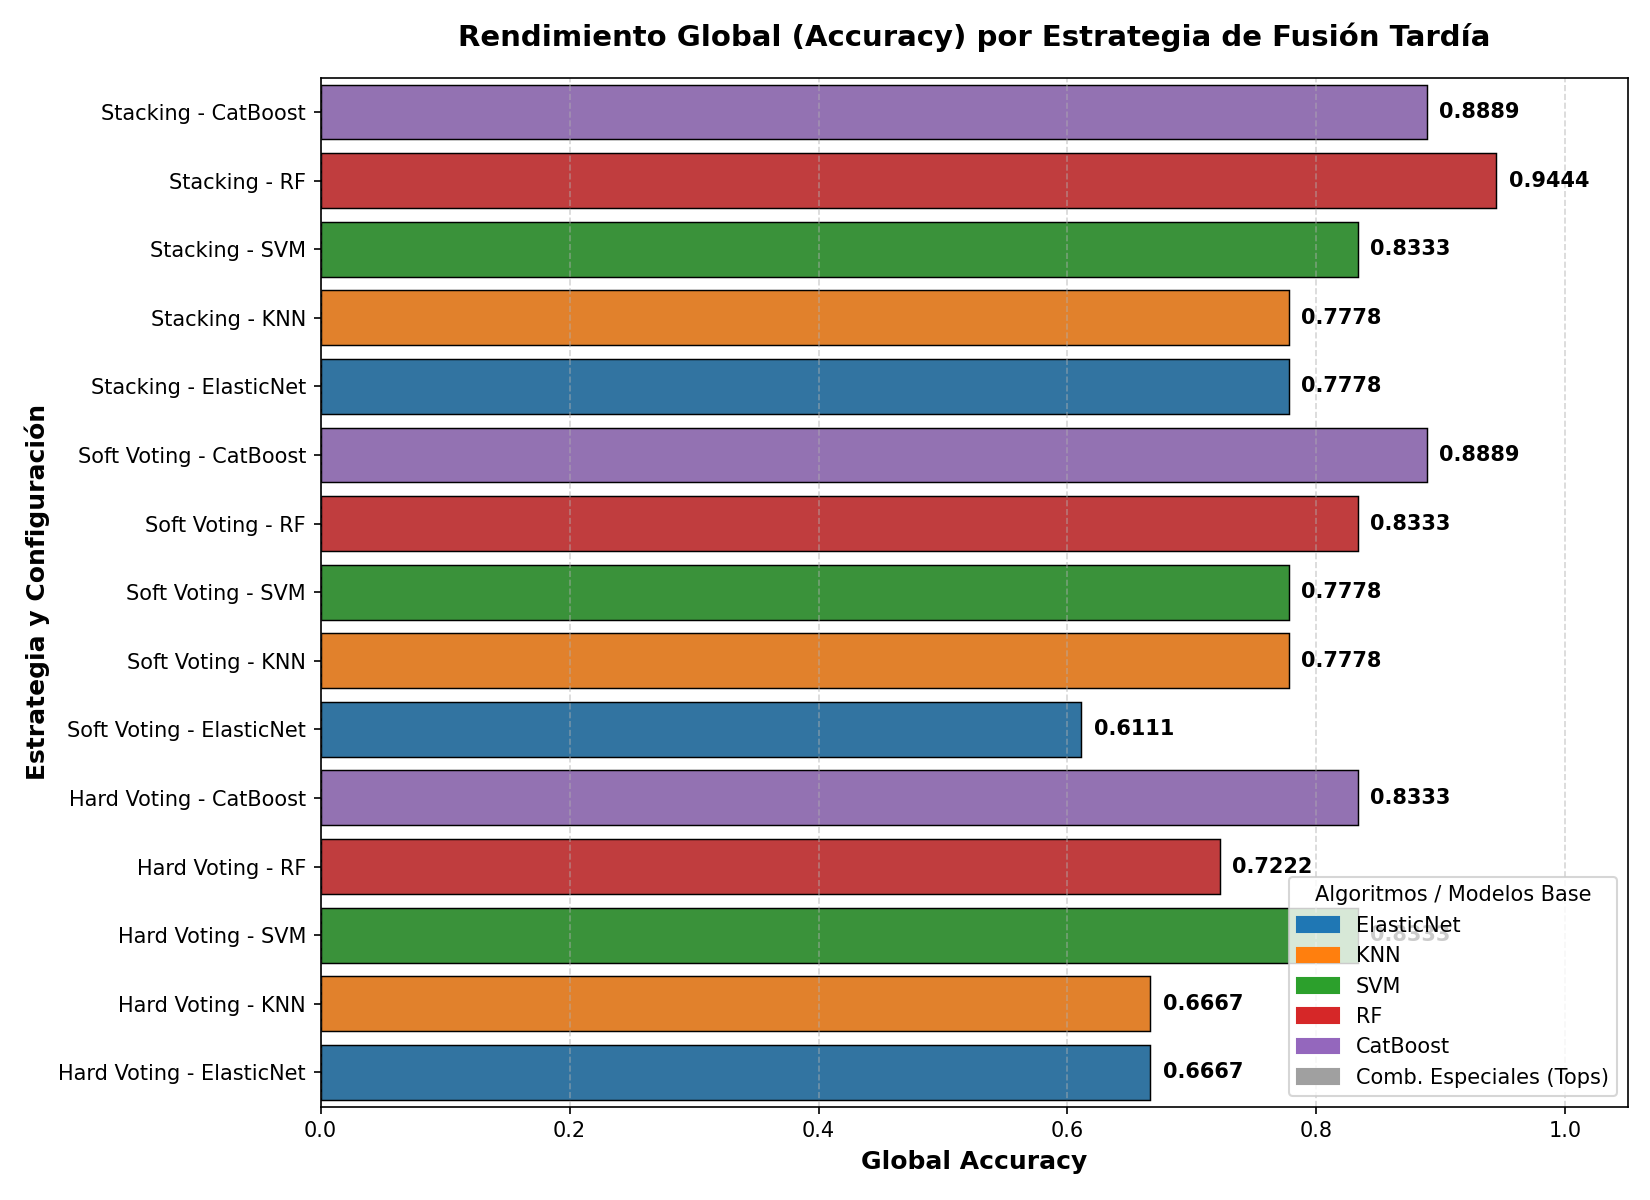 Rendimiento Global (Accuracy) por Estrategia de Fusión Tardía
Estrategia y Configuración
Stacking - CatBoost 0.8889
Stacking - RF 0.9444
Stacking - SVM 0.8333
Stacking - KNN 0.7778
Stacking - ElasticNet 0.7778
Soft Voting - CatBoost 0.8889
Soft Voting - RF 0.8333
Soft Voting - SVM 0.7778
Soft Voting - KNN 0.7778
Soft Voting - ElasticNet 0.6111
Hard Voting - CatBoost 0.8333
Hard Voting - RF 0.7222
Hard Voting - SVM 0.8333
Hard Voting - KNN 0.6667
Hard Voting - ElasticNet 0.6667
Algoritmos / Modelos Base
ElasticNet
KNN
SVM
RF
CatBoost
Comb. Especiales (Tops)
0.0 0.2 0.4 0.6 0.8 1.0
Global Accuracy